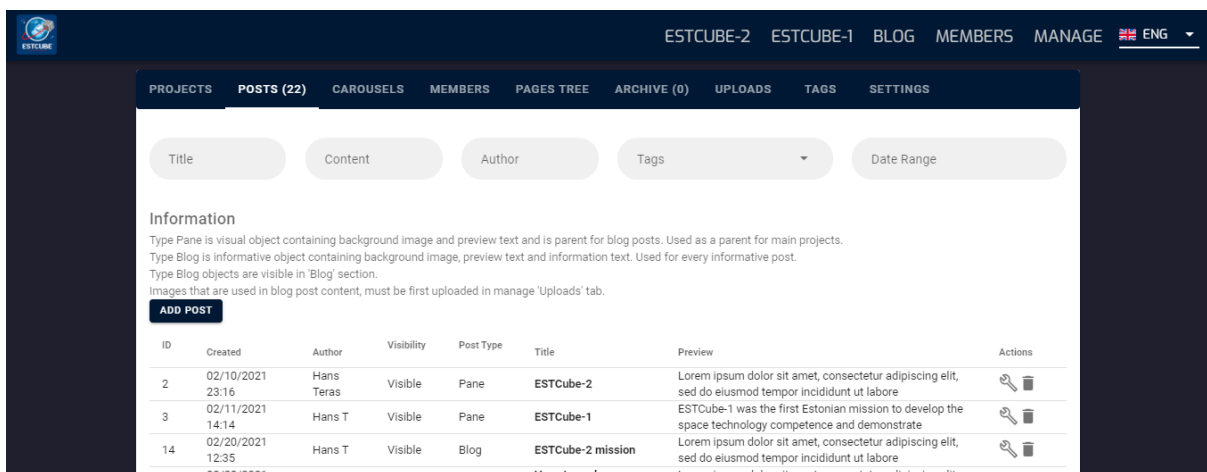 ESTCUBE
ESTCUBE-2 ESTCUBE-1 BLOG MEMBERS MANAGE ENG
PROJECTS POSTS (22) CAROUSELS MEMBERS PAGES TREE ARCHIVE (0) UPLOADS TAGS SETTINGS
Title Content Author Tags Date Range
Information
Type Pane is visual object containing background image and preview text and is parent for blog posts. Used as a parent for main projects.
Type Blog is informative object containing background image, preview text and information text. Used for every informative post.
Type Blog objects are visible in 'Blog' section.
Images that are used in blog post content, must be first uploaded in manage 'Uploads' tab.
ADD POST
ID Created Author Visibility Post Type Title Preview Actions
2 02/10/2021 23:16 Hans Teras Visible Pane ESTCube-2 Lorem ipsum dolor sit amet, consectetur adipiscing elit,
sed do eiusmod tempor incididunt ut labore
3 02/11/2021 14:14 Hans T Visible Pane ESTCube-1 ESTCube-1 was the first Estonian mission to develop the
space technology competence and demonstrate
14 02/20/2021 12:35 Hans T Visible Blog ESTCube-2 mission Lorem ipsum dolor sit amet, consectetur adipiscing elit,
sed do eiusmod tempor incididunt ut labore